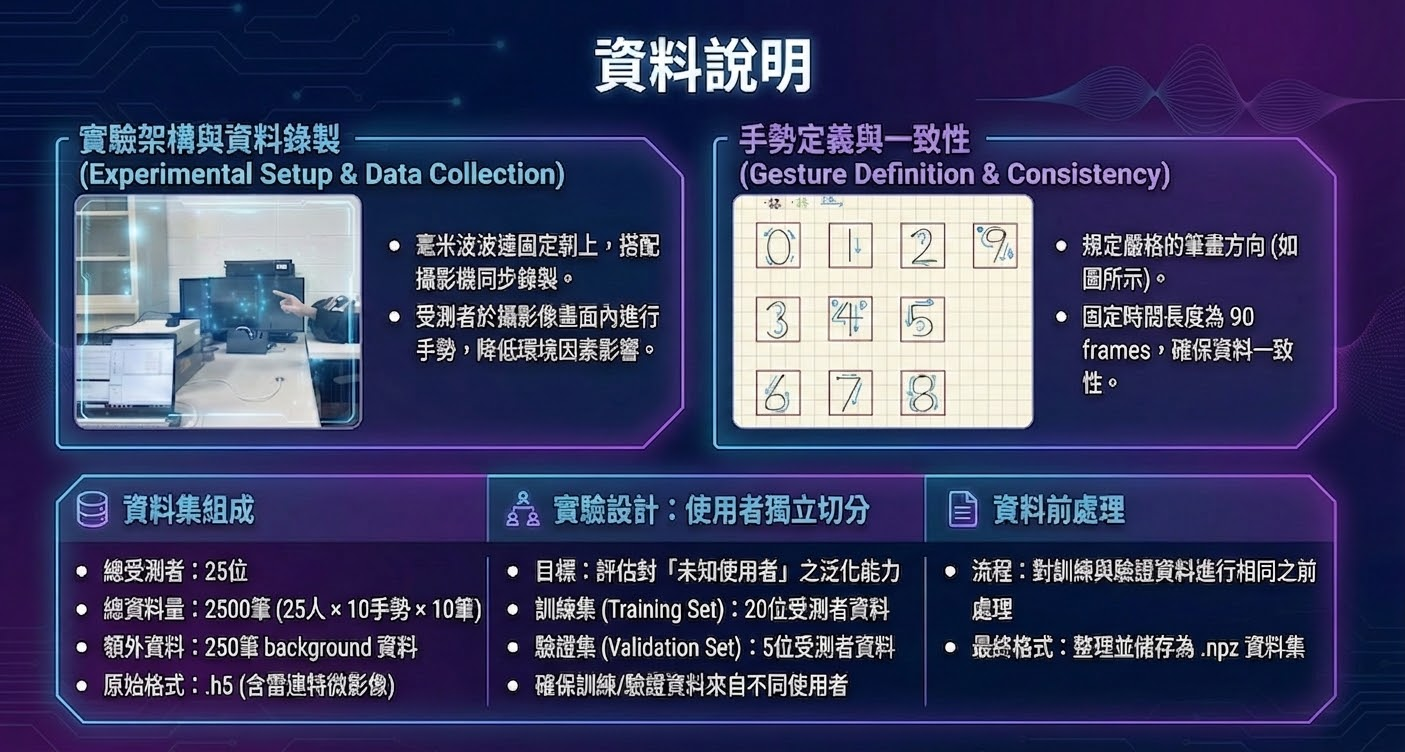 資料說明
實驗架構與資料錄製
(Experimental Setup & Data Collection)
毫米波波達固定朝上，搭配
攝影機同步錄製。
受測者於攝影像畫面內進行
手勢，降低環境因素影響。
手勢定義與一致性
(Gesture Definition & Consistency)
0 1 2 9
3 4 5
6 7 8
規定嚴格的筆畫方向 (如
圖所示)。
固定時間長度為 90
frames，確保資料一致
性。
資料集組成
總受測者：25位
總資料量：2500筆 (25人 × 10手勢 × 10筆)
額外資料：250筆 background 資料
原始格式：.h5 (含雷達特徵影像)
實驗設計：使用者獨立切分
目標：評估對「未知使用者」之泛化能力
訓練集 (Training Set)：20位受測者資料
驗證集 (Validation Set)：5位受測者資料
確保訓練/驗證資料來自不同使用者
資料前處理
流程：對訓練與驗證資料進行相同之前
處理
最終格式：整理並儲存為 .npz 資料集